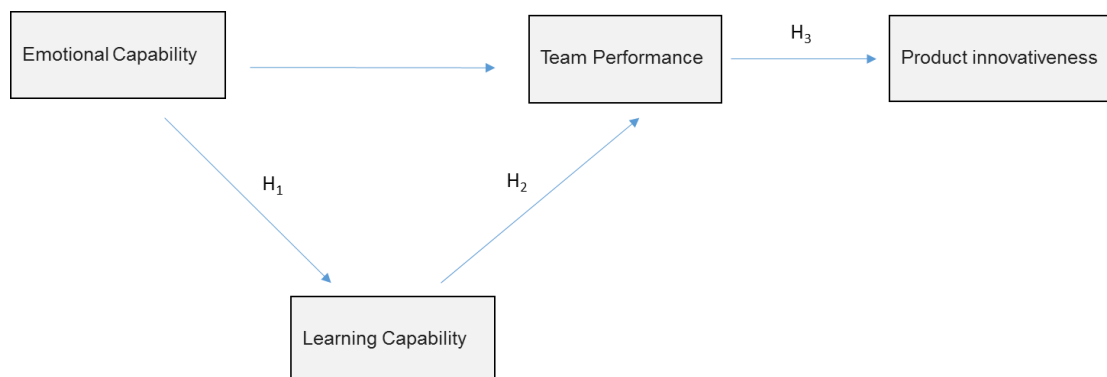 Emotional Capability
Team Performance
H₃
Product innovativeness
H₁
H₂
Learning Capability